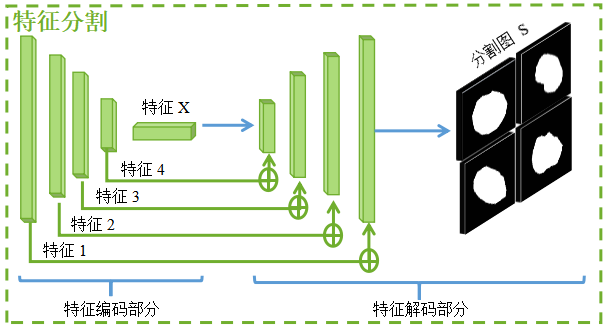 特征分割
分割图 S
特征 X
特征 4
特征 3
特征 2
特征 1
特征编码部分
特征解码部分